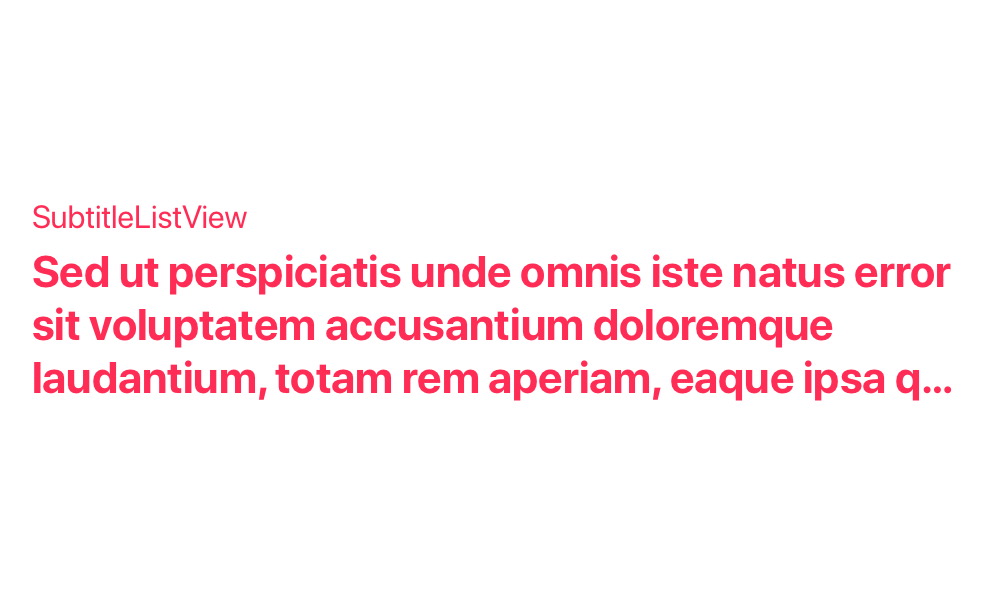 SubtitleListView
Sed ut perspiciatis unde omnis iste natus error
sit voluptatem accusantium doloremque
laudantium, totam rem aperiam, eaque ipsa q...